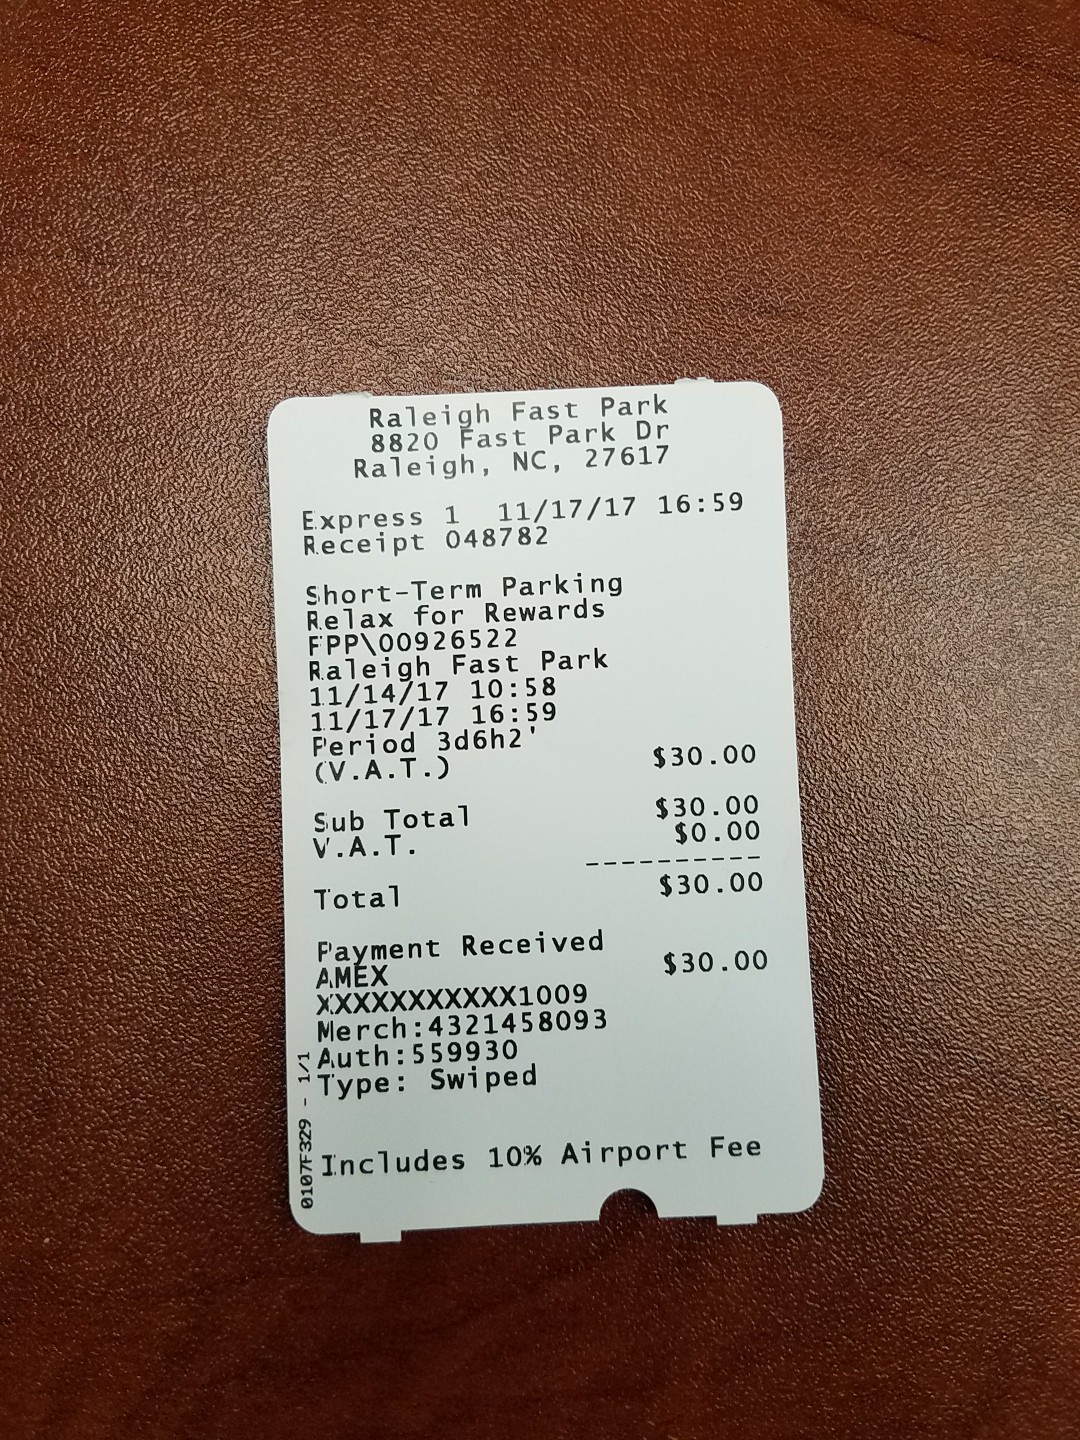 Raleigh Fast Park
8820 Fast Park Dr
Raleigh, NC, 27617
Express 1  11/17/17 16:59
Receipt 048782
Short-Term Parking
Relax for Rewards
FPP\00926522
Raleigh Fast Park
11/14/17 10:58
11/17/17 16:59
Period 3d6h2'
(V.A.T.) $30.00
Sub Total $30.00
V.A.T. $0.00
----------
Total $30.00
Payment Received
AMEX $30.00
XXXXXXXXXXX1009
Merch:4321458093
Auth:559930
Type: Swiped
Includes 10% Airport Fee
0107F329 - 1/1